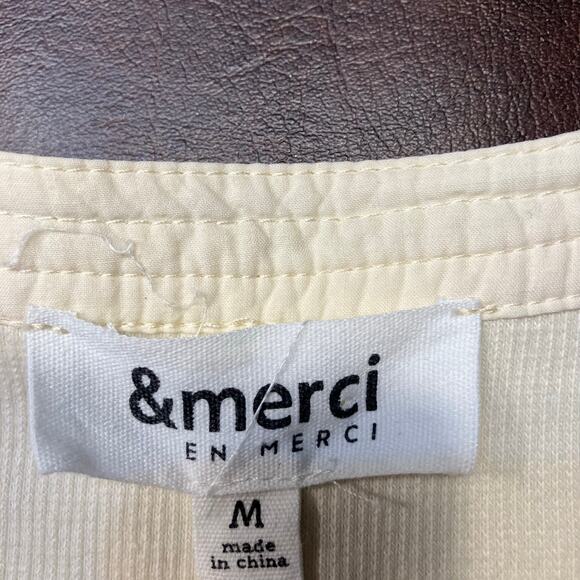 &merci
EN MERCI
M
made
in china